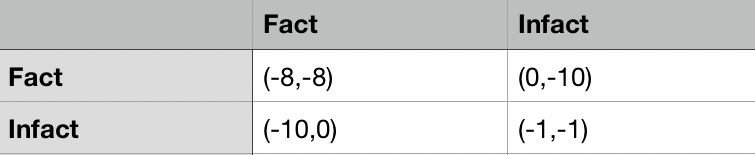 Fact Infact
Fact (-8,-8) (0,-10)
Infact (-10,0) (-1,-1)